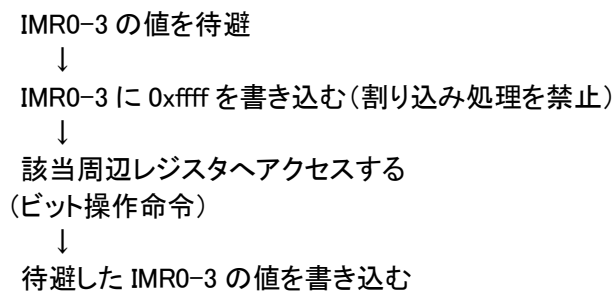 IMR0-3 の値を待避
↓
IMR0-3 に 0xffff を書き込む（割り込み処理を禁止）
↓
該当周辺レジスタへアクセスする
（ビット操作命令）
↓
待避した IMR0-3 の値を書き込む